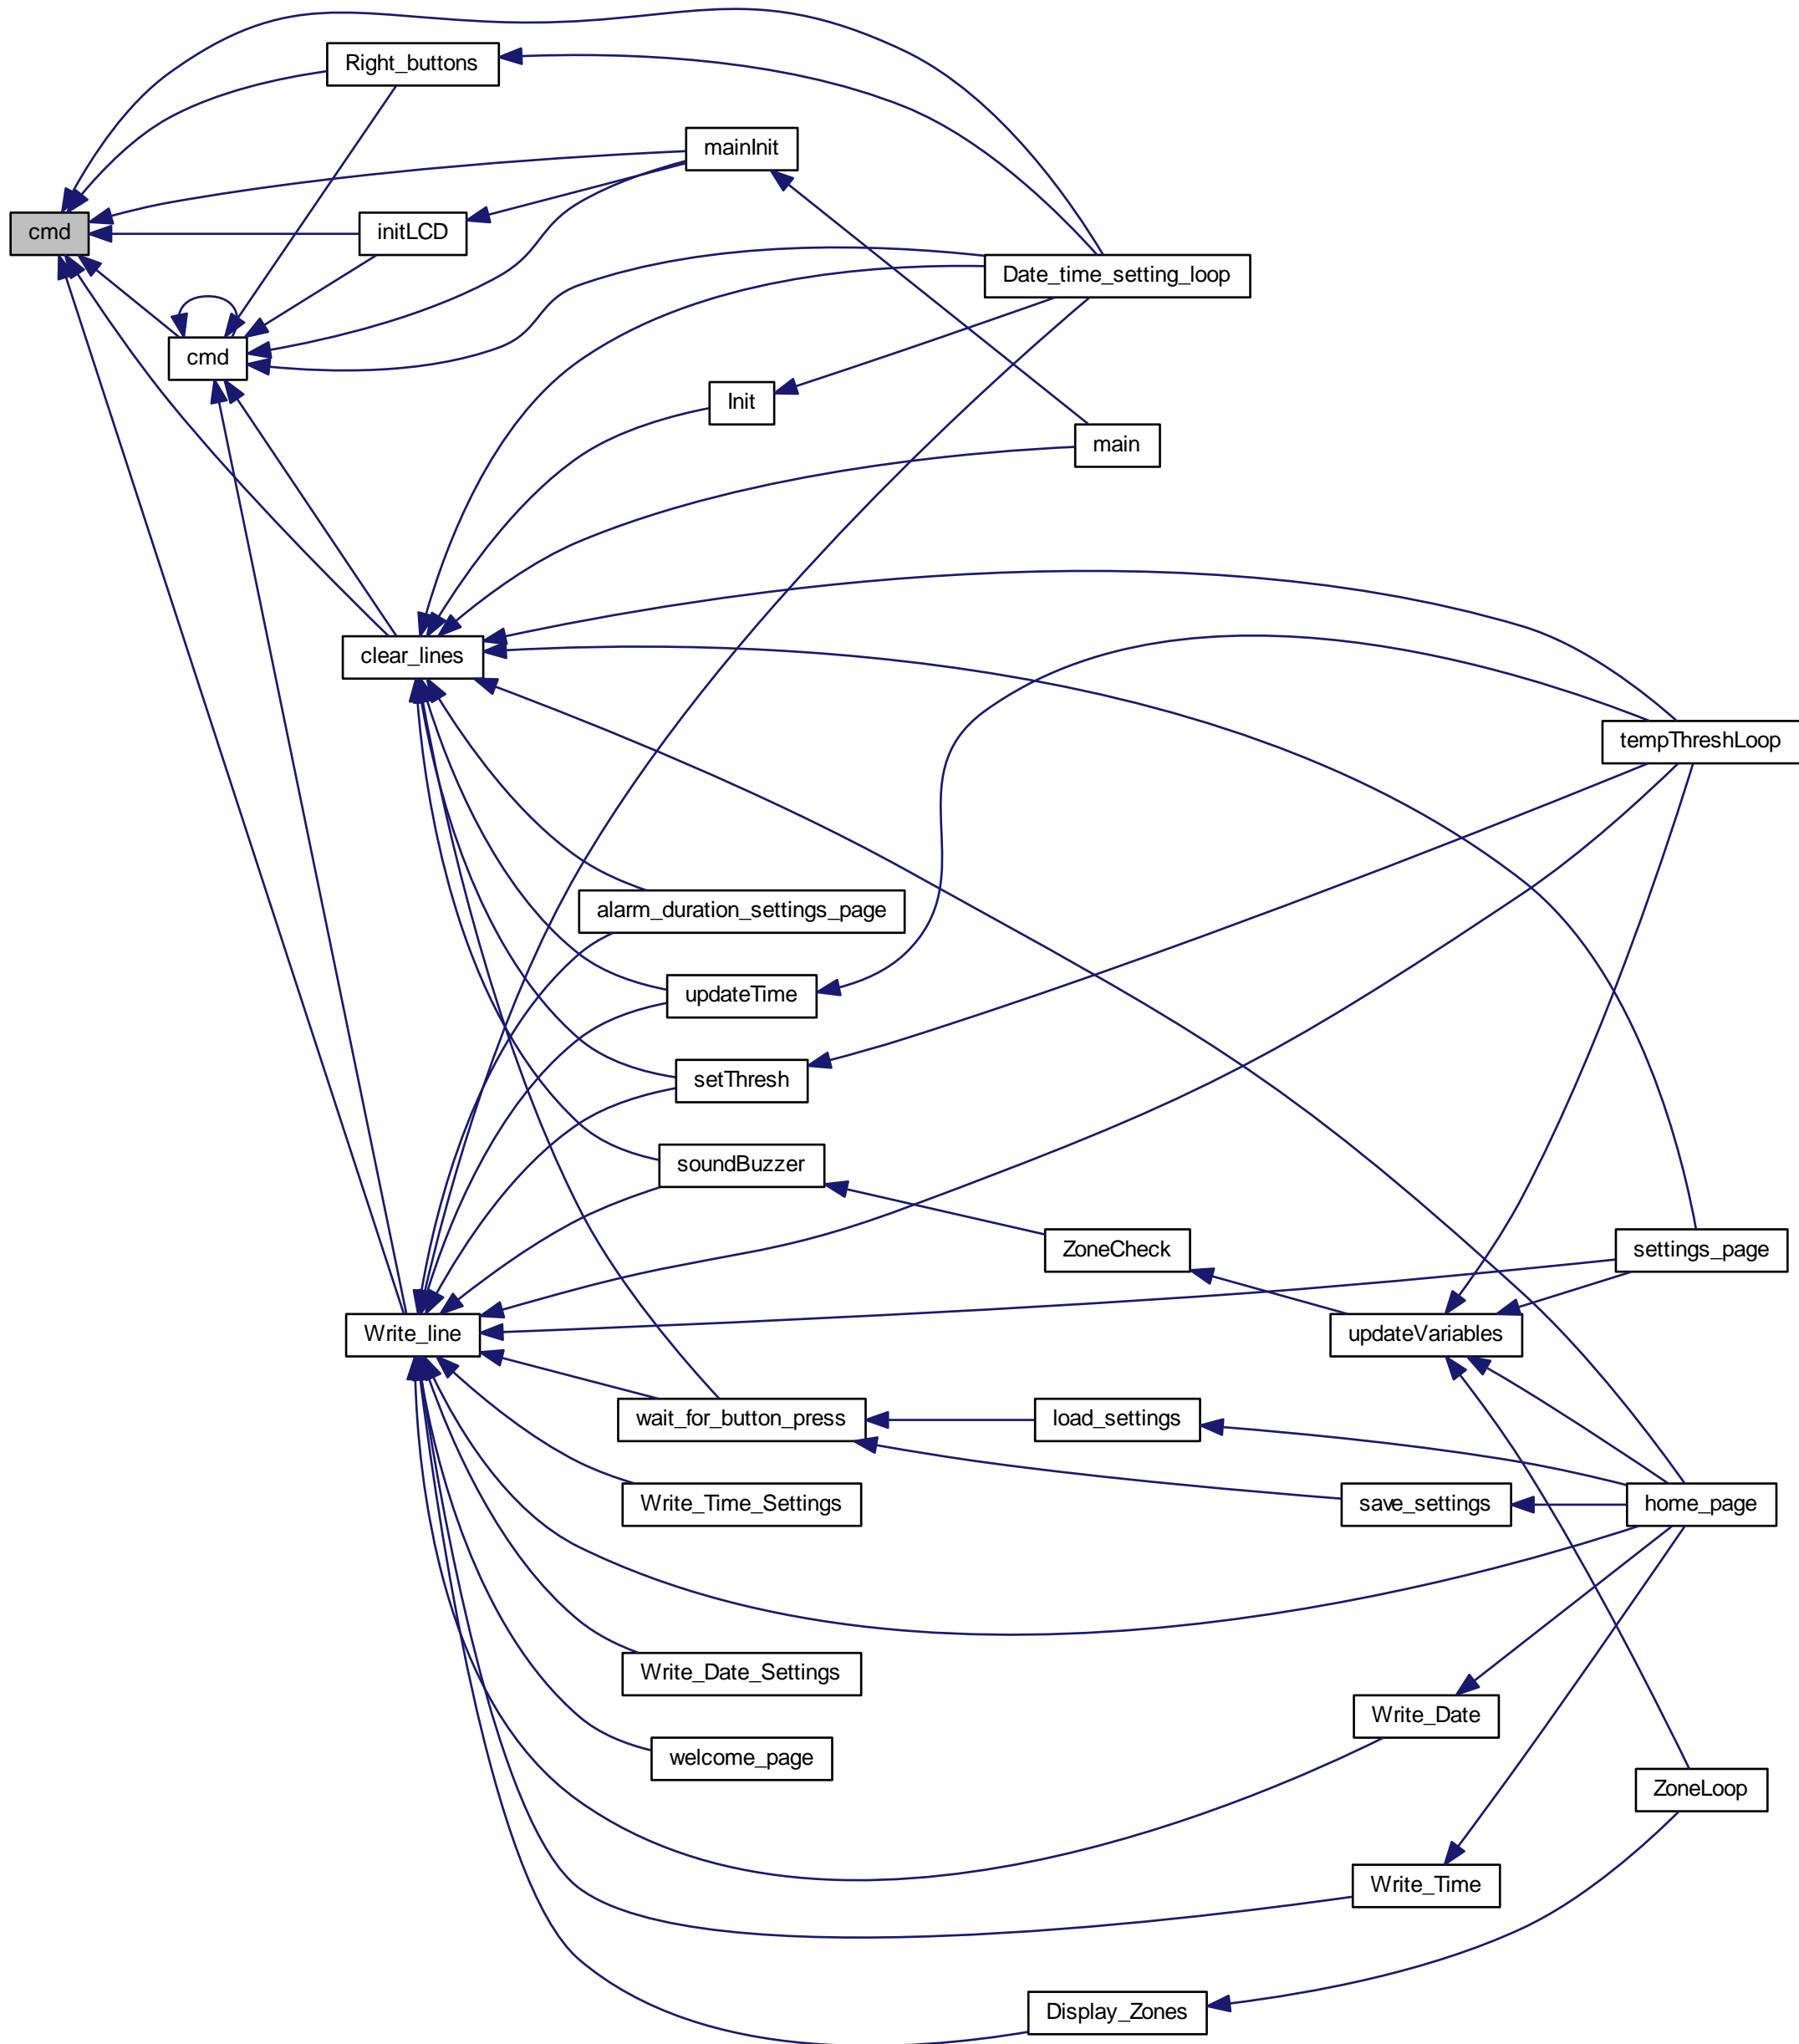 Right_buttons
mainInit
cmd
initLCD
Date_time_setting_loop
cmd
Init
main
clear_lines
tempThreshLoop
alarm_duration_settings_page
updateTime
setThresh
soundBuzzer
ZoneCheck
settings_page
Write_line
updateVariables
wait_for_button_press
load_settings
Write_Time_Settings
save_settings
home_page
Write_Date_Settings
Write_Date
welcome_page
ZoneLoop
Write_Time
Display_Zones